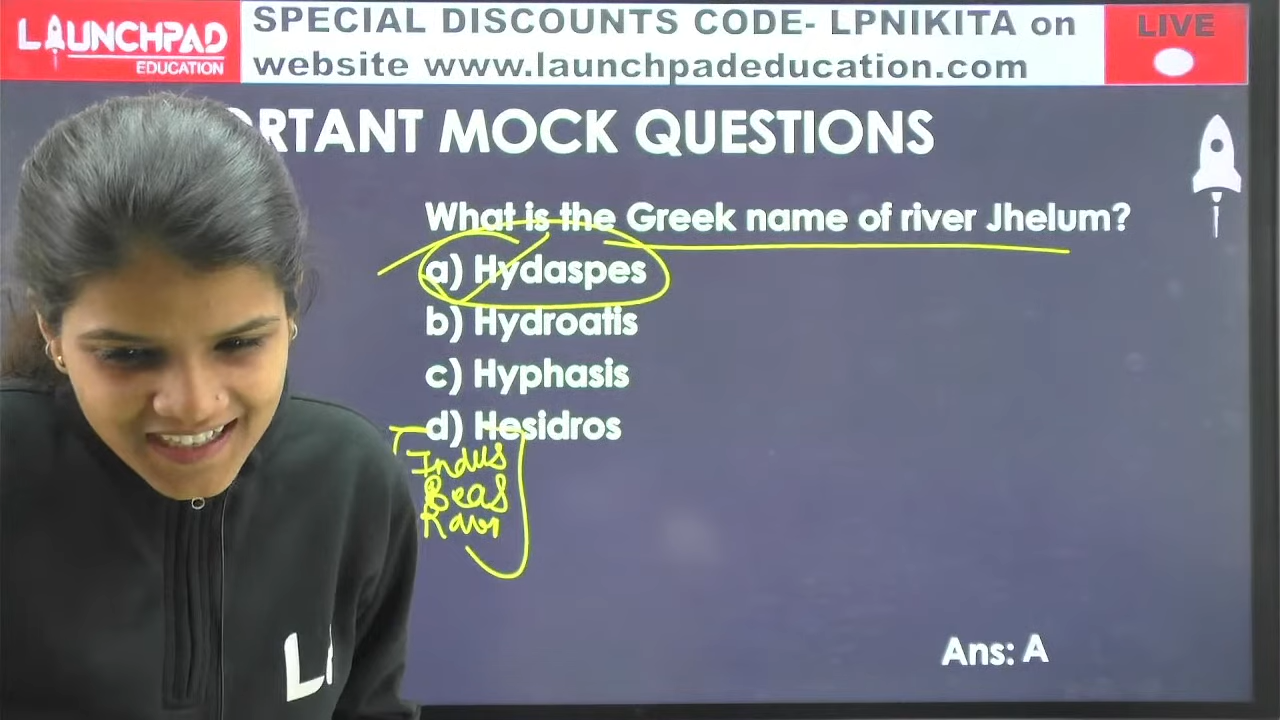 LAUNCHPAD
EDUCATION
SPECIAL DISCOUNTS CODE- LPNIKITA on
website www.launchpadeducation.com
LIVE
ORTANT MOCK QUESTIONS
What is the Greek name of river Jhelum?
a) Hydaspes
b) Hydroatis
c) Hyphasis
d) Hesidros
Indus
Beas
Ravi
Ans: A
L